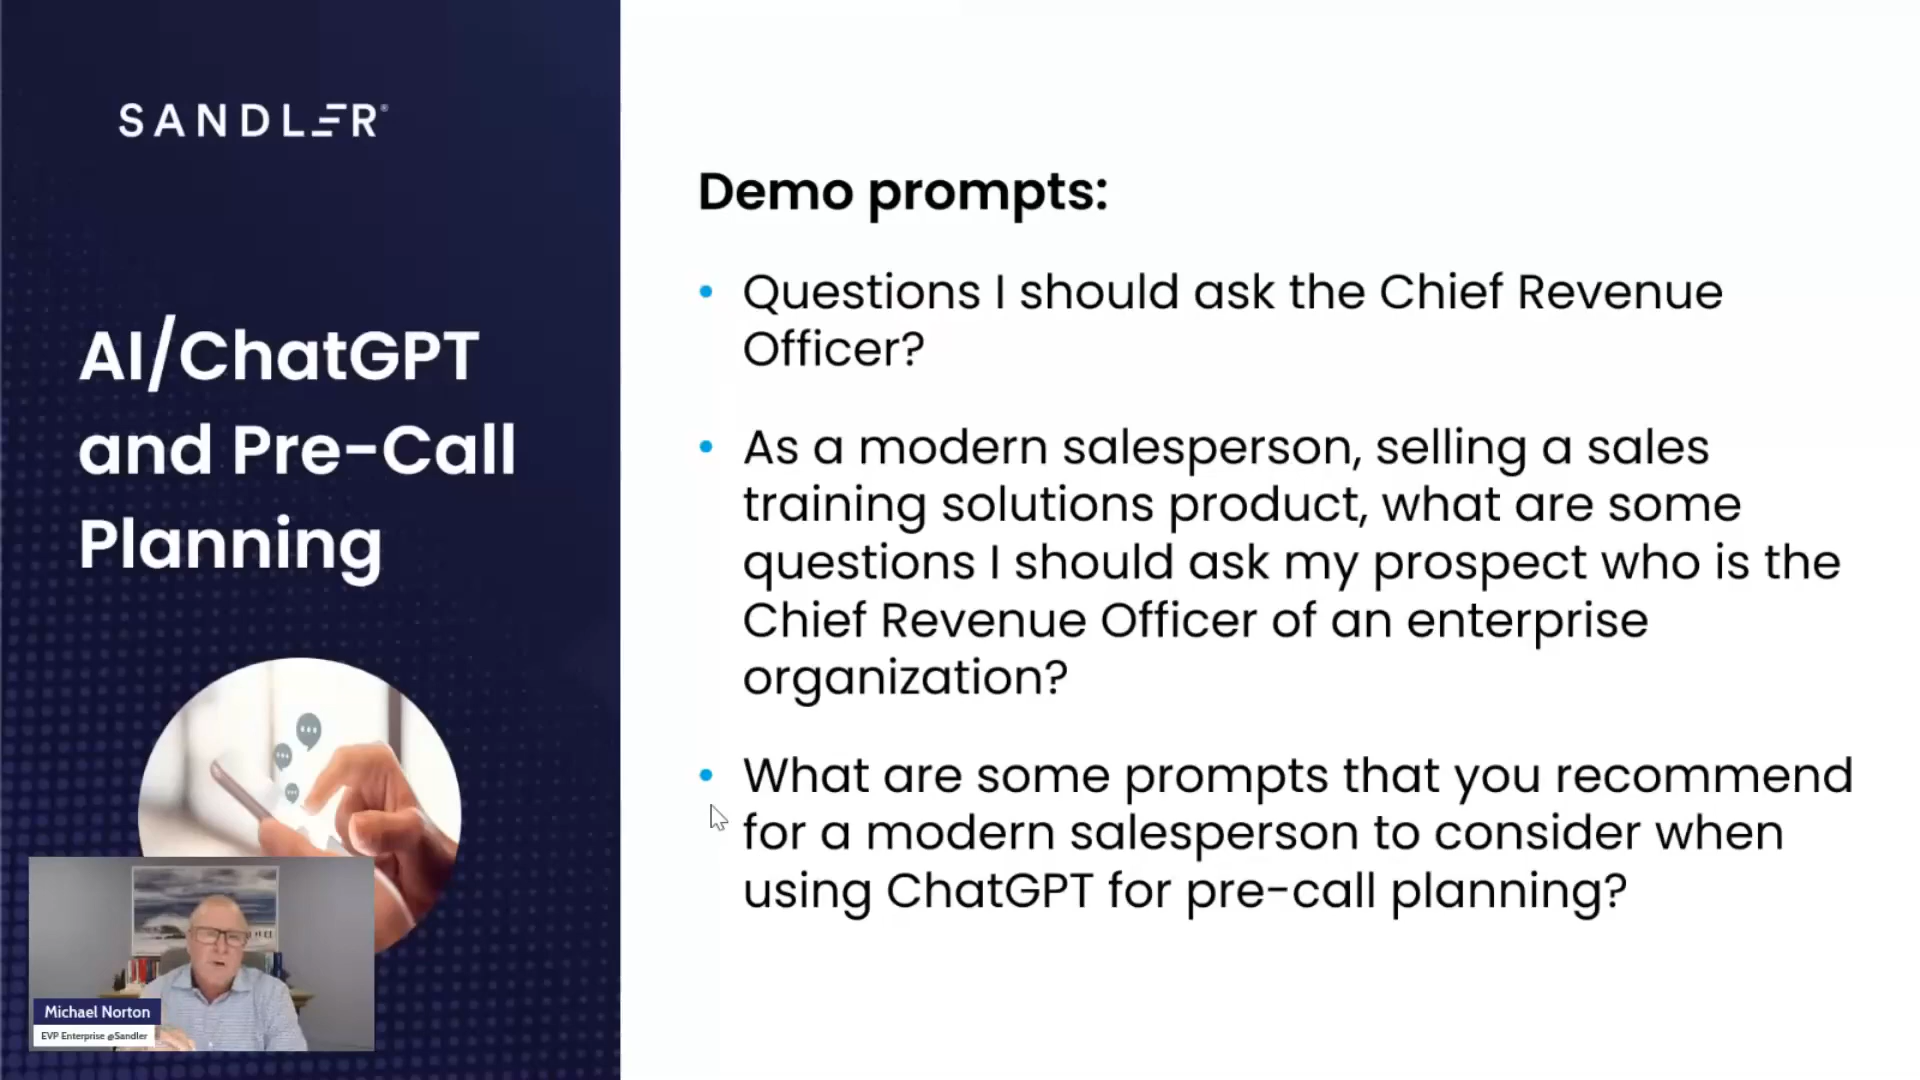 SANDLER®
AI/ChatGPT
and Pre-Call
Planning
Demo prompts:
• Questions I should ask the Chief Revenue
Officer?
• As a modern salesperson, selling a sales
training solutions product, what are some
questions I should ask my prospect who is the
Chief Revenue Officer of an enterprise
organization?
• What are some prompts that you recommend
for a modern salesperson to consider when
using ChatGPT for pre-call planning?
Michael Norton
EVP Enterprise @Sandler